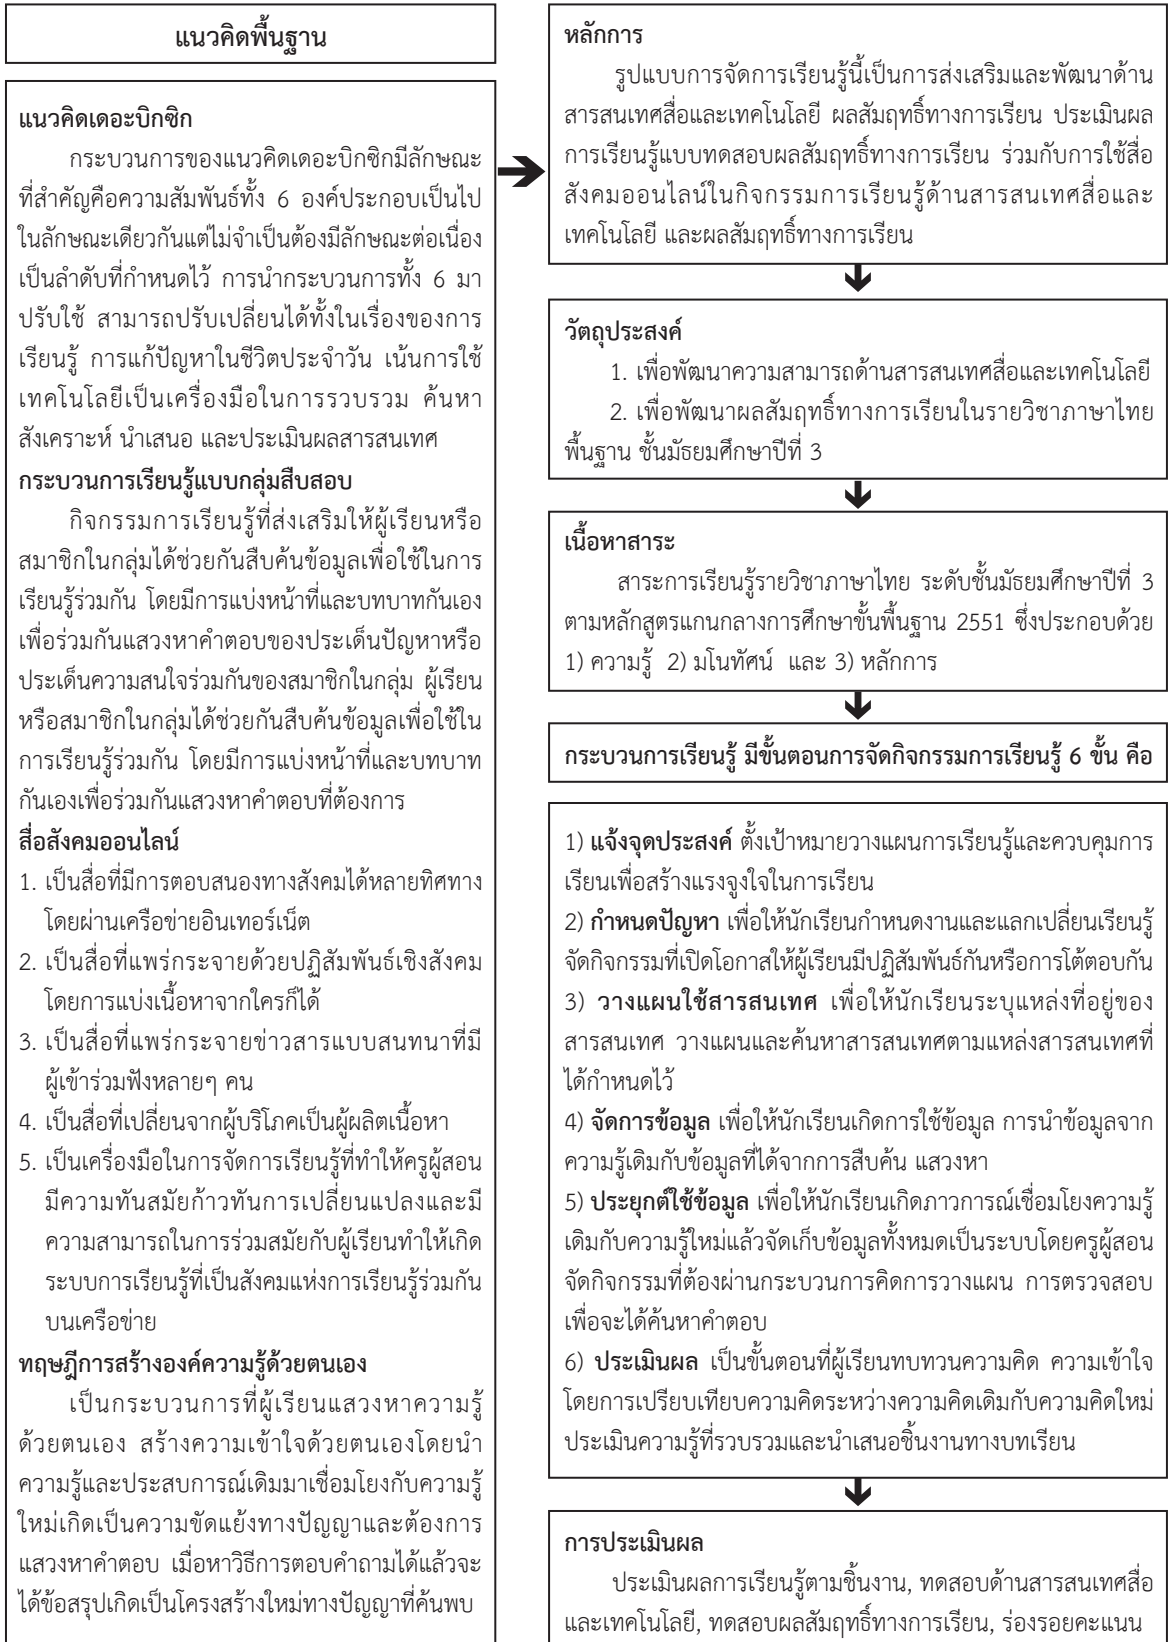 แนวคิดพื้นฐาน
แนวคิดเดอะบิกซิก
กระบวนการของแนวคิดเดอะบิกซิกมีลักษณะ
ที่สำคัญคือความสัมพันธ์ทั้ง 6 องค์ประกอบเป็นไป
ในลักษณะเดียวกันแต่ไม่จำเป็นต้องมีลักษณะต่อเนื่อง
เป็นลำดับที่กำหนดไว้ การนำกระบวนการทั้ง 6 มา
ปรับใช้ สามารถปรับเปลี่ยนได้ทั้งในเรื่องของการ
เรียนรู้ การแก้ปัญหาในชีวิตประจำวัน เน้นการใช้
เทคโนโลยีเป็นเครื่องมือในการรวบรวม ค้นหา
สังเคราะห์ นำเสนอ และประเมินผลสารสนเทศ
กระบวนการเรียนรู้แบบกลุ่มสืบสอบ
กิจกรรมการเรียนรู้ที่ส่งเสริมให้ผู้เรียนหรือ
สมาชิกในกลุ่มได้ช่วยกันสืบค้นข้อมูลเพื่อใช้ในการ
เรียนรู้ร่วมกัน โดยมีการแบ่งหน้าที่และบทบาทกันเอง
เพื่อร่วมกันแสวงหาคำตอบของประเด็นปัญหาหรือ
ประเด็นความสนใจร่วมกันของสมาชิกในกลุ่ม ผู้เรียน
หรือสมาชิกในกลุ่มได้ช่วยกันสืบค้นข้อมูลเพื่อใช้ใน
การเรียนรู้ร่วมกัน โดยมีการแบ่งหน้าที่และบทบาท
กันเองเพื่อร่วมกันแสวงหาคำตอบที่ต้องการ
สื่อสังคมออนไลน์
1. เป็นสื่อที่มีการตอบสนองทางสังคมได้หลายทิศทาง
โดยผ่านเครือข่ายอินเทอร์เน็ต
2. เป็นสื่อที่แพร่กระจายด้วยปฏิสัมพันธ์เชิงสังคม
โดยการแบ่งเนื้อหาจากใครก็ได้
3. เป็นสื่อที่แพร่กระจายข่าวสารแบบสนทนาที่มี
ผู้เข้าร่วมฟังหลายๆ คน
4. เป็นสื่อที่เปลี่ยนจากผู้บริโภคเป็นผู้ผลิตเนื้อหา
5. เป็นเครื่องมือในการจัดการเรียนรู้ที่ทำให้ครูผู้สอน
มีความทันสมัยก้าวทันการเปลี่ยนแปลงและมี
ความสามารถในการร่วมสมัยกับผู้เรียนทำให้เกิด
ระบบการเรียนรู้ที่เป็นสังคมแห่งการเรียนรู้ร่วมกัน
บนเครือข่าย
ทฤษฎีการสร้างองค์ความรู้ด้วยตนเอง
เป็นกระบวนการที่ผู้เรียนแสวงหาความรู้
ด้วยตนเอง สร้างความเข้าใจด้วยตนเองโดยนำ
ความรู้และประสบการณ์เดิมมาเชื่อมโยงกับความรู้
ใหม่เกิดเป็นความขัดแย้งทางปัญญาและต้องการ
แสวงหาคำตอบ เมื่อหาวิธีการตอบคำถามได้แล้วจะ
ได้ข้อสรุปเกิดเป็นโครงสร้างใหม่ทางปัญญาที่ค้นพบ
หลักการ
รูปแบบการจัดการเรียนรู้นี้เป็นการส่งเสริมและพัฒนาด้าน
สารสนเทศสื่อและเทคโนโลยี ผลสัมฤทธิ์ทางการเรียน ประเมินผล
การเรียนรู้แบบทดสอบผลสัมฤทธิ์ทางการเรียน ร่วมกับการใช้สื่อ
สังคมออนไลน์ในกิจกรรมการเรียนรู้ด้านสารสนเทศสื่อและ
เทคโนโลยี และผลสัมฤทธิ์ทางการเรียน
วัตถุประสงค์
1. เพื่อพัฒนาความสามารถด้านสารสนเทศสื่อและเทคโนโลยี
2. เพื่อพัฒนาผลสัมฤทธิ์ทางการเรียนในรายวิชาภาษาไทย
พื้นฐาน ชั้นมัธยมศึกษาปีที่ 3
เนื้อหาสาระ
สาระการเรียนรู้รายวิชาภาษาไทย ระดับชั้นมัธยมศึกษาปีที่ 3
ตามหลักสูตรแกนกลางการศึกษาขั้นพื้นฐาน 2551 ซึ่งประกอบด้วย
1) ความรู้ 2) มโนทัศน์ และ 3) หลักการ
กระบวนการเรียนรู้ มีขั้นตอนการจัดกิจกรรมการเรียนรู้ 6 ขั้น คือ
1) แจ้งจุดประสงค์ ตั้งเป้าหมายวางแผนการเรียนรู้และควบคุมการ
เรียนเพื่อสร้างแรงจูงใจในการเรียน
2) กำหนดปัญหา เพื่อให้นักเรียนกำหนดงานและแลกเปลี่ยนเรียนรู้
จัดกิจกรรมที่เปิดโอกาสให้ผู้เรียนมีปฏิสัมพันธ์กันหรือการโต้ตอบกัน
3) วางแผนใช้สารสนเทศ เพื่อให้นักเรียนระบุแหล่งที่อยู่ของ
สารสนเทศ วางแผนและค้นหาสารสนเทศตามแหล่งสารสนเทศที่
ได้กำหนดไว้
4) จัดการข้อมูล เพื่อให้นักเรียนเกิดการใช้ข้อมูล การนำข้อมูลจาก
ความรู้เดิมกับข้อมูลที่ได้จากการสืบค้น แสวงหา
5) ประยุกต์ใช้ข้อมูล เพื่อให้นักเรียนเกิดภาวการณ์เชื่อมโยงความรู้
เดิมกับความรู้ใหม่แล้วจัดเก็บข้อมูลทั้งหมดเป็นระบบโดยครูผู้สอน
จัดกิจกรรมที่ต้องผ่านกระบวนการคิดการวางแผน การตรวจสอบ
เพื่อจะได้ค้นหาคำตอบ
6) ประเมินผล เป็นขั้นตอนที่ผู้เรียนทบทวนความคิด ความเข้าใจ
โดยการเปรียบเทียบความคิดระหว่างความคิดเดิมกับความคิดใหม่
ประเมินความรู้ที่รวบรวมและนำเสนอชิ้นงานทางบทเรียน
การประเมินผล
ประเมินผลการเรียนรู้ตามชิ้นงาน, ทดสอบด้านสารสนเทศสื่อ
และเทคโนโลยี, ทดสอบผลสัมฤทธิ์ทางการเรียน, ร่องรอยคะแนน